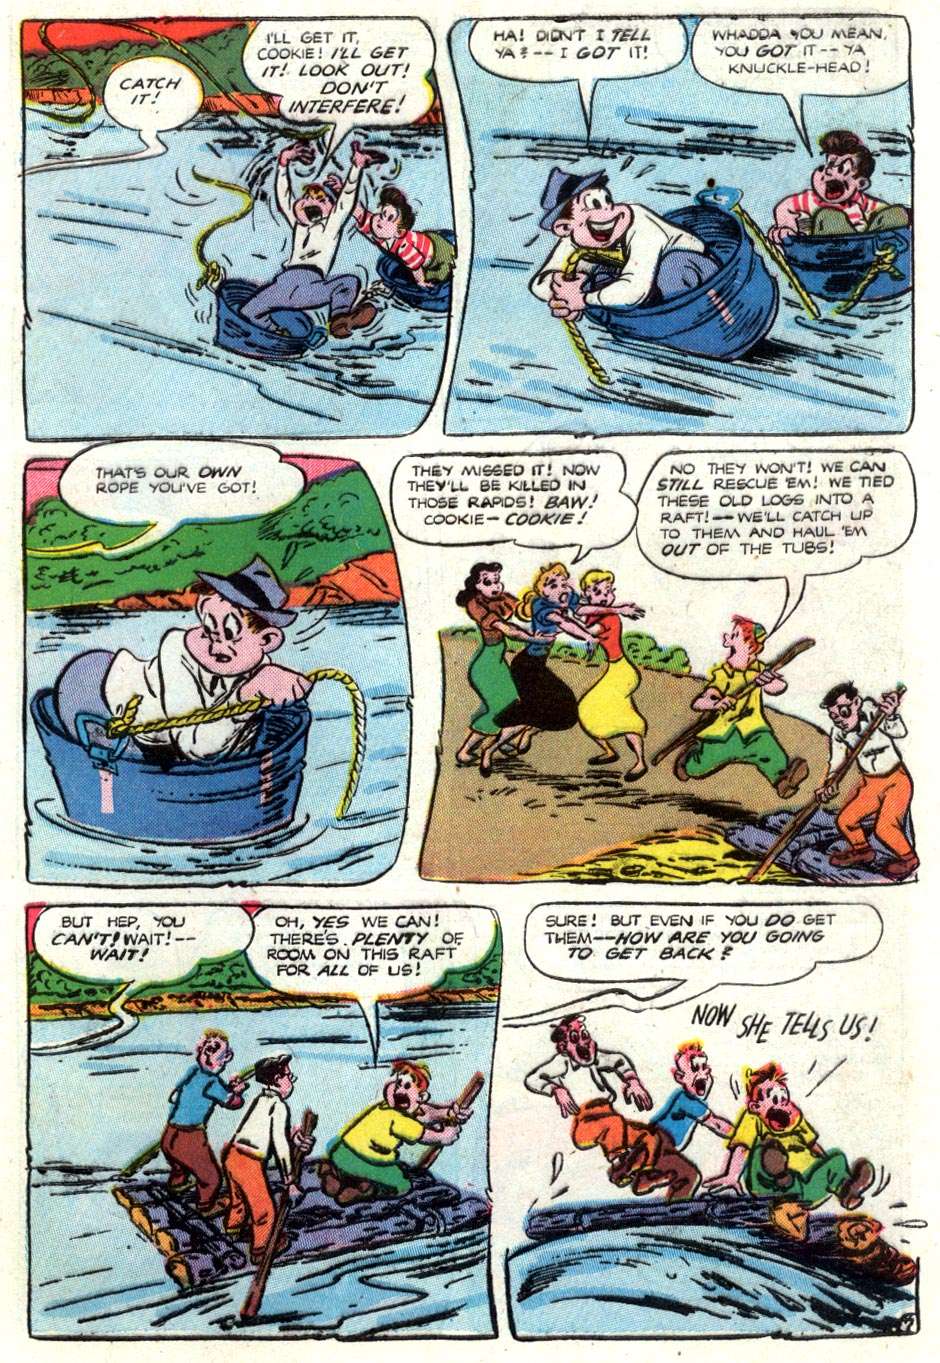 CATCH
IT!
I'LL GET IT,
COOKIE! I'LL GET
IT! LOOK OUT!
DON'T
INTERFERE!
HA! DIDN'T I TELL
YA?-- I GOT IT!
WHADDA YOU MEAN,
YOU GOT IT-- YA
KNUCKLE-HEAD!
THAT'S OUR OWN
ROPE YOU'VE GOT!
THEY MISSED IT! NOW
THEY'LL BE KILLED IN
THOSE RAPIDS! BAW!
COOKIE-COOKIE!
NO THEY WON'T! WE CAN
STILL RESCUE 'EM! WE TIED
THESE OLD LOGS INTO A
RAFT!-- WE'LL CATCH UP
TO THEM AND HAUL 'EM
OUT OF THE TUBS!
BUT HEP, YOU
CAN'T! WAIT!--
WAIT!
OH, YES WE CAN!
THERE'S PLENTY OF
ROOM ON THIS RAFT
FOR ALL OF US!
SURE! BUT EVEN IF YOU DO GET
THEM--HOW ARE YOU GOING
TO GET BACK?
NOW SHE TELLS US!
7